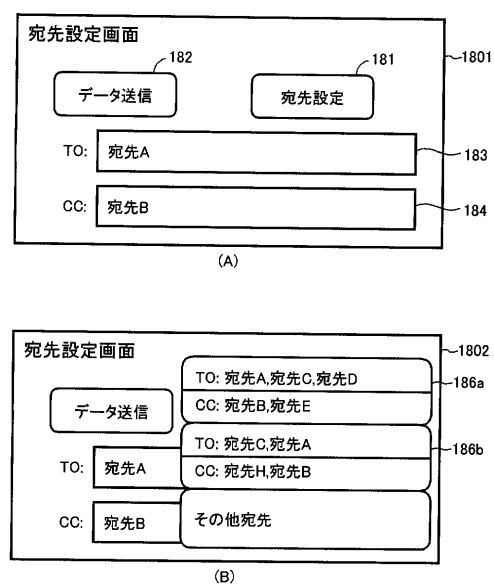 宛先設定画面
1801
182
181
データ送信
宛先設定
TO: 宛先A
183
CC: 宛先B
184
(A)
宛先設定画面
1802
TO: 宛先A,宛先C,宛先D
186a
CC: 宛先B,宛先E
データ送信
TO: 宛先C,宛先A
186b
TO: 宛先A
CC: 宛先H,宛先B
CC: 宛先B
その他宛先
(B)